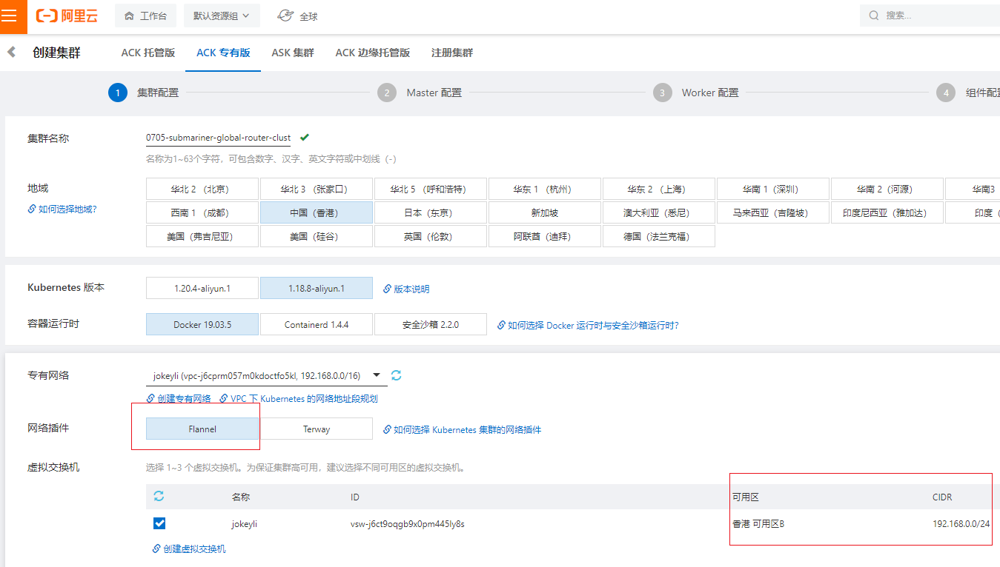 阿里云 工作台 默认资源组 全球 搜索...
创建集群 ACK 托管版 ACK 专有版 ASK 集群 ACK 边缘托管版 注册集群
1 集群配置 2 Master 配置 3 Worker 配置 4 组件配置
集群名称 0705-submariner-global-router-clust
名称为1~63个字符，可包含数字、汉字、英文字符或中划线（-）
地域 华北 2 （北京） 华北 3 （张家口） 华北 5 （呼和浩特） 华东 1 （杭州） 华东 2 （上海） 华南 1（深圳） 华南 2（河源） 华南3
如何选择地域? 西南 1 （成都） 中国（香港） 日本（东京） 新加坡 澳大利亚（悉尼） 马来西亚（吉隆坡） 印度尼西亚（雅加达） 印度（
美国（弗吉尼亚） 美国（硅谷） 英国（伦敦） 阿联酋（迪拜） 德国（法兰克福）
Kubernetes 版本 1.20.4-aliyun.1 1.18.8-aliyun.1 版本说明
容器运行时 Docker 19.03.5 Containerd 1.4.4 安全沙箱 2.2.0 如何选择 Docker 运行时与安全沙箱运行时?
专有网络 jokeyli (vpc-j6cprm057m0kdoctfo5kl, 192.168.0.0/16)
创建专有网络 VPC 下 Kubernetes 的网络地址段规划
网络插件 Flannel Terway 如何选择 Kubernetes 集群的网络插件
虚拟交换机 选择 1~3 个虚拟交换机。为保证集群高可用，建议选择不同可用区的虚拟交换机。
名称 ID 可用区 CIDR
jokeyli vsw-j6ct9oqgb9x0pm445ly8s 香港 可用区B 192.168.0.0/24
创建虚拟交换机